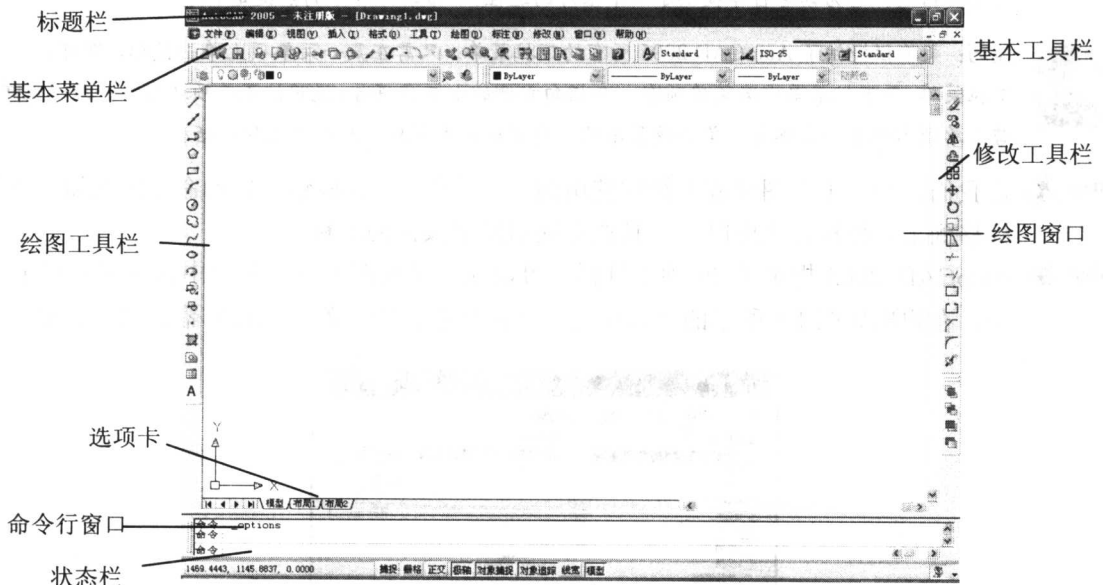 标题栏
AutoCAD 2005 - 未注册版 - [Drawing1.dwg]
文件(F) 编辑(E) 视图(V) 插入(I) 格式(O) 工具(T) 绘图(D) 标注(N) 修改(M) 窗口(W) 帮助(H)
基本工具栏
Standard ISO-25 Standard
基本菜单栏
0 ByLayer ByLayer ByLayer 随颜色
修改工具栏
绘图工具栏
绘图窗口
A
选项卡
Y
X
模型 布局1 布局2
命令行窗口
命令: _options
命令
命令
状态栏
1469.4443, 1145.8837, 0.0000 捕捉 栅格 正交 极轴 对象捕捉 对象追踪 线宽 模型